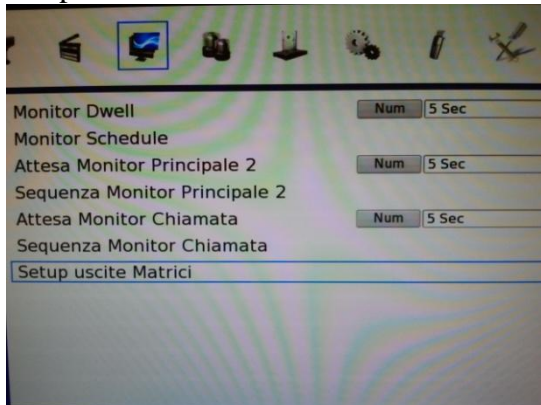 Monitor Dwell Num 5 Sec
Monitor Schedule
Attesa Monitor Principale 2 Num 5 Sec
Sequenza Monitor Principale 2
Attesa Monitor Chiamata Num 5 Sec
Sequenza Monitor Chiamata
Setup uscite Matrici